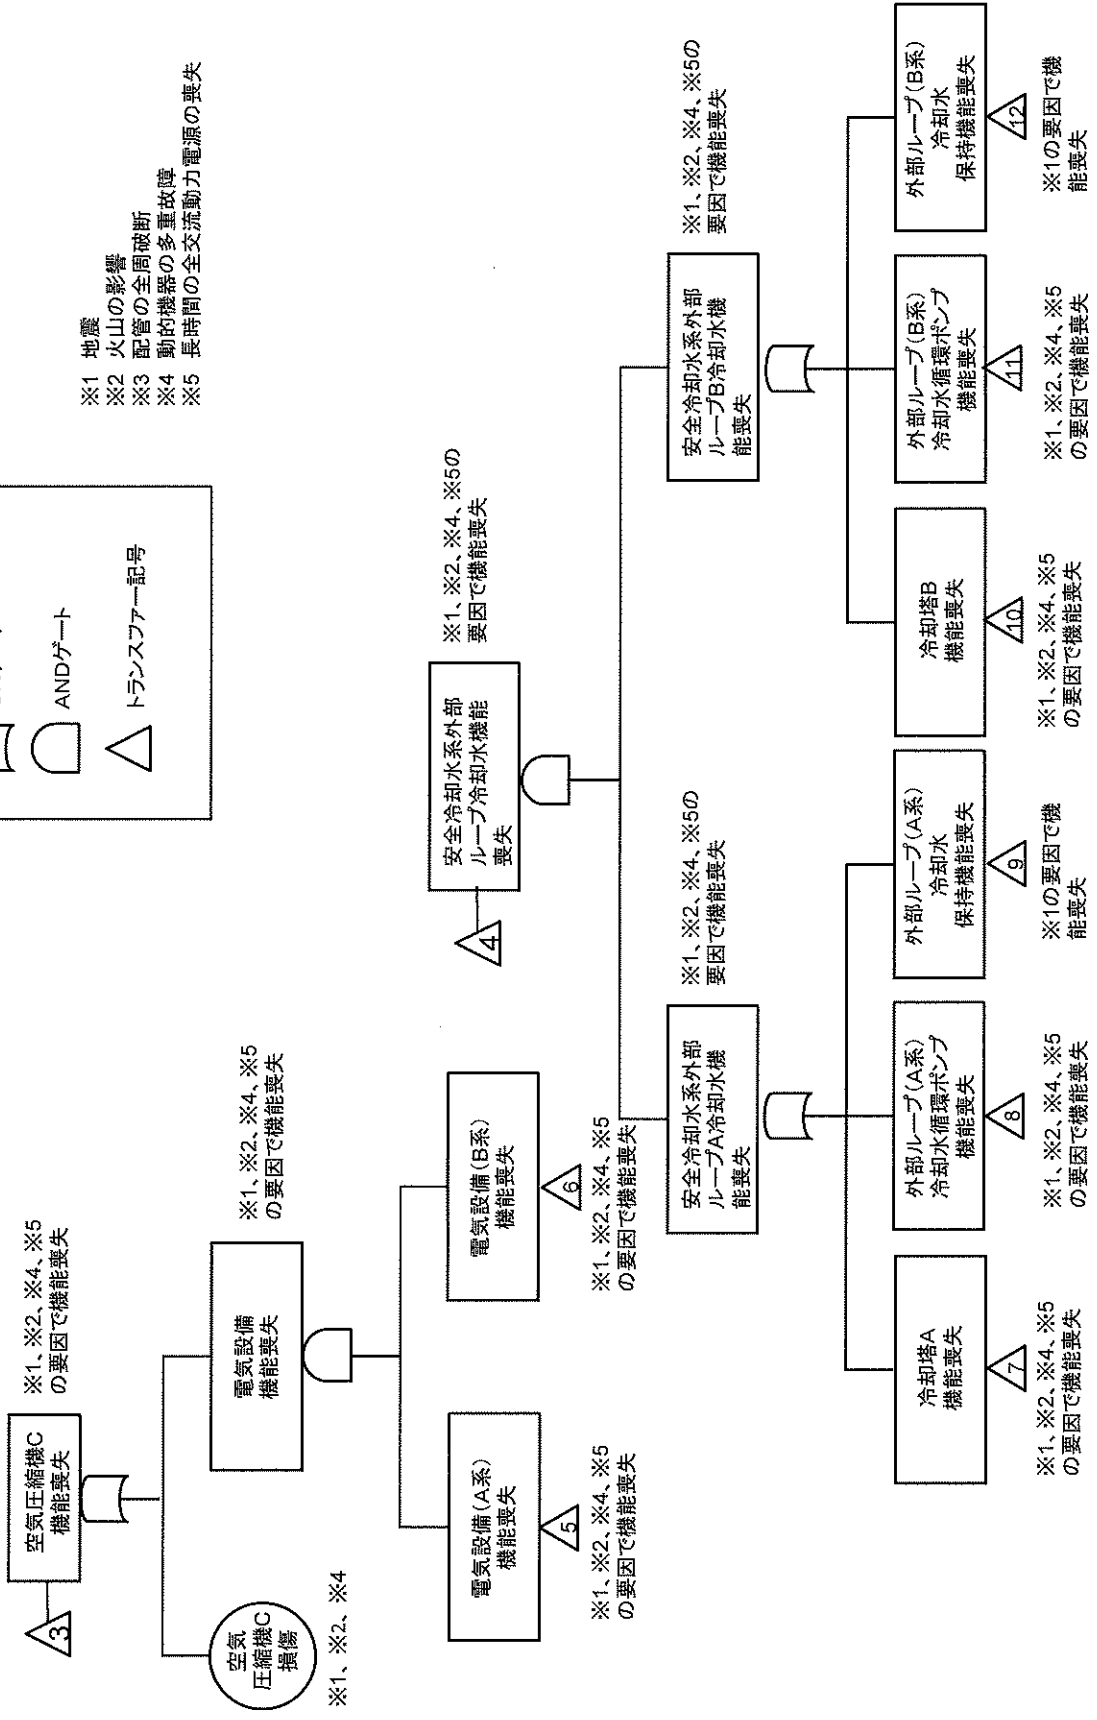 ANDゲート
トランスファー記号
※1 地震
※2 火山の影響
※3 配管の全周破断
※4 動的機器の多重故障
※5 長時間の全交流動力電源の喪失
3
空気圧縮機C
機能喪失
※1、※2、※4、※5
の要因で機能喪失
空気
圧縮機C
損傷
※1、※2、※4
電気設備
機能喪失
※1、※2、※4、※5
の要因で機能喪失
電気設備(A系)
機能喪失
5
※1、※2、※4、※5
の要因で機能喪失
電気設備(B系)
機能喪失
6
※1、※2、※4、※5
の要因で機能喪失
4
安全冷却水系外部
ループ冷却水機能
喪失
※1、※2、※4、※5の
要因で機能喪失
安全冷却水系外部
ループA冷却水機
能喪失
※1、※2、※4、※5の
要因で機能喪失
安全冷却水系外部
ループB冷却水機
能喪失
※1、※2、※4、※5の
要因で機能喪失
冷却塔A
機能喪失
7
※1、※2、※4、※5
の要因で機能喪失
外部ループ(A系)
冷却水循環ポンプ
機能喪失
8
※1、※2、※4、※5
の要因で機能喪失
外部ループ(A系)
冷却水
保持機能喪失
9
※1の要因で機
能喪失
冷却塔B
機能喪失
10
※1、※2、※4、※5
の要因で機能喪失
外部ループ(B系)
冷却水循環ポンプ
機能喪失
11
※1、※2、※4、※5
の要因で機能喪失
外部ループ(B系)
冷却水
保持機能喪失
12
※1の要因で機
能喪失